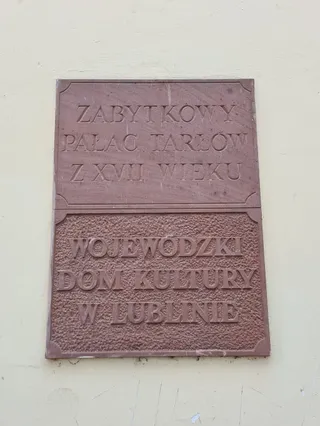 ZABYTKOWY
PAŁAC TARŁÓW
Z XVII WIEKU
WOJEWÓDZKI
DOM KULTURY
W LUBLINIE